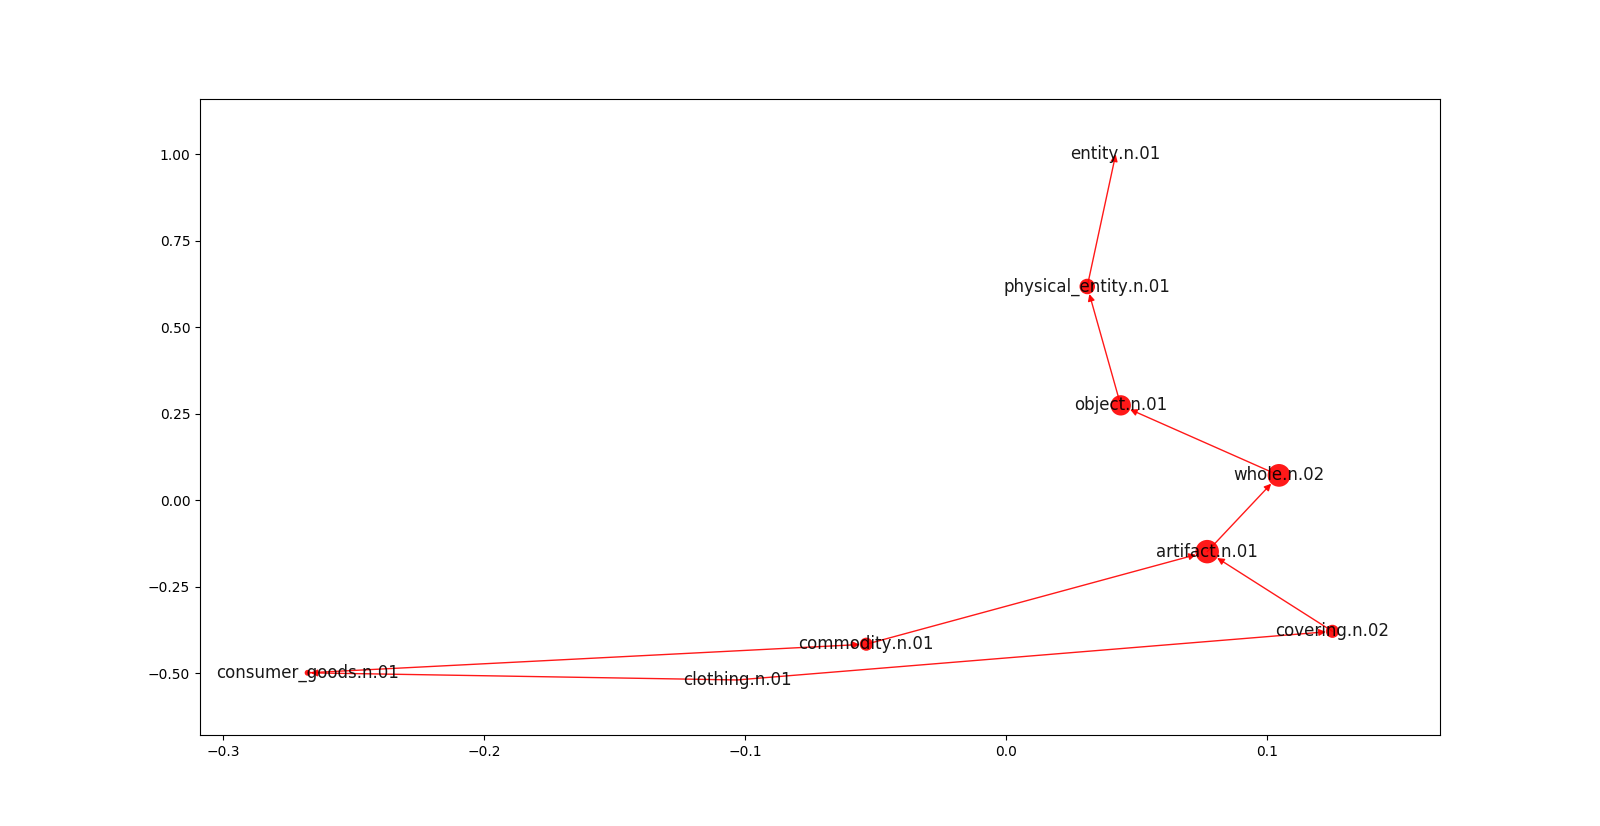 entity.n.01
1.00
0.75
physical_entity.n.01
0.50
object.n.01
0.25
whole.n.02
0.00
artifact.n.01
−0.25
covering.n.02
commodity.n.01
consumer_goods.n.01
−0.50
clothing.n.01
−0.3 −0.2 −0.1 0.0 0.1